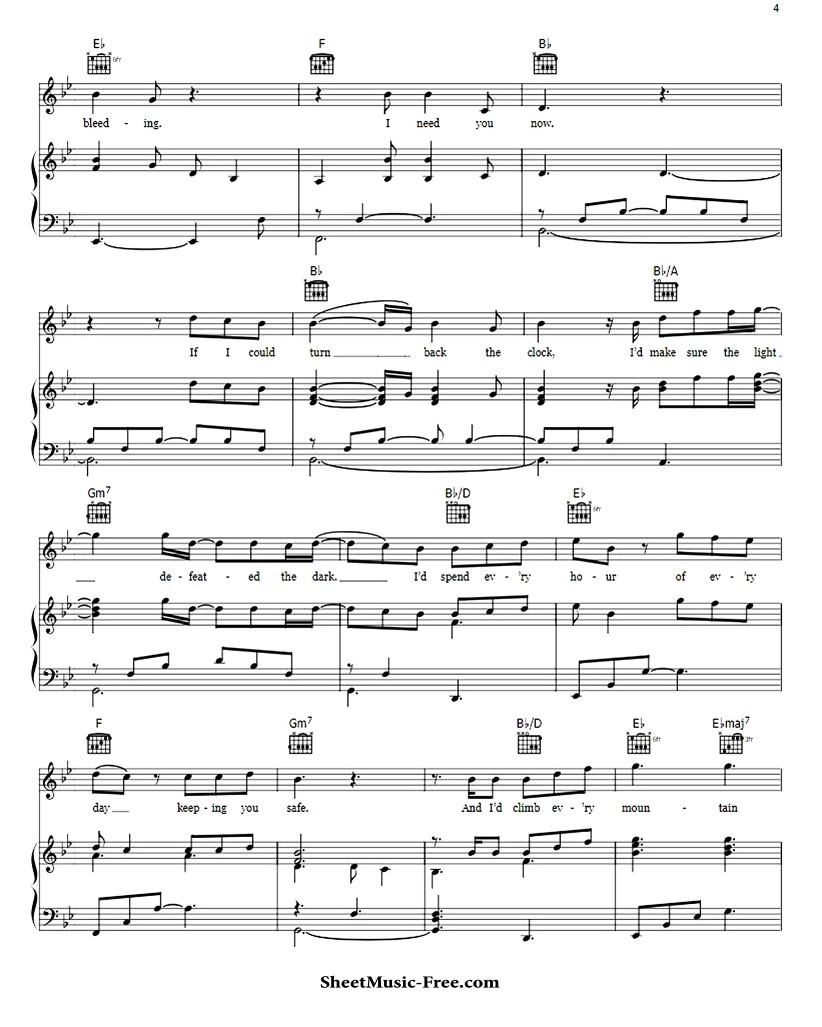 4
E♭ 6fr F B♭
bleed - ing. I need you now.
B♭ B♭/A
If I could turn back the clock, I'd make sure the light
Gm7 B♭/D E♭ 6fr
de - feat - ed the dark. I'd spend ev - 'ry ho - ur of ev - 'ry
F Gm7 B♭/D E♭ 6fr E♭maj7 3fr
day keep - ing you safe. And I'd climb ev - 'ry moun - tain
SheetMusic-Free.com